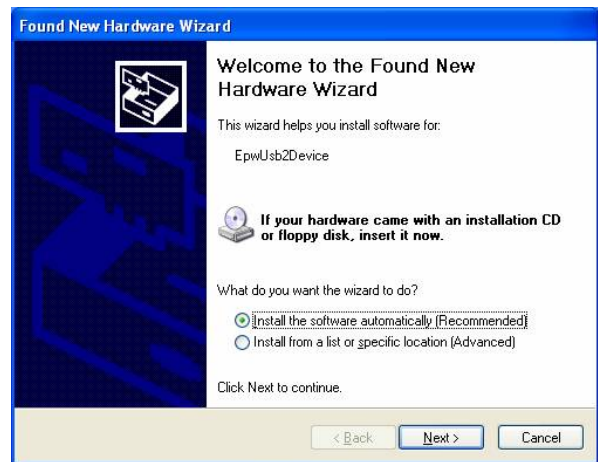 Found New Hardware Wizard
Welcome to the Found New
Hardware Wizard
This wizard helps you install software for:
EpwUsb2Device
If your hardware came with an installation CD
or floppy disk, insert it now.
What do you want the wizard to do?
Install the software automatically (Recommended)
Install from a list or specific location (Advanced)
Click Next to continue.
< Back Next > Cancel